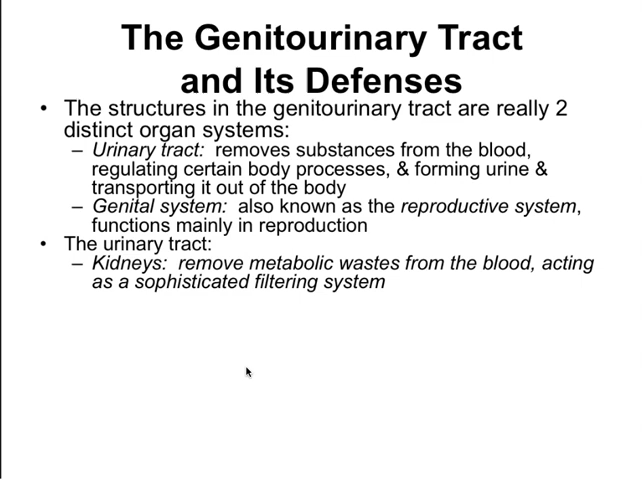 The Genitourinary Tract
and Its Defenses
• The structures in the genitourinary tract are really 2
distinct organ systems:
– Urinary tract: removes substances from the blood,
regulating certain body processes, & forming urine &
transporting it out of the body
– Genital system: also known as the reproductive system,
functions mainly in reproduction
• The urinary tract:
– Kidneys: remove metabolic wastes from the blood, acting
as a sophisticated filtering system